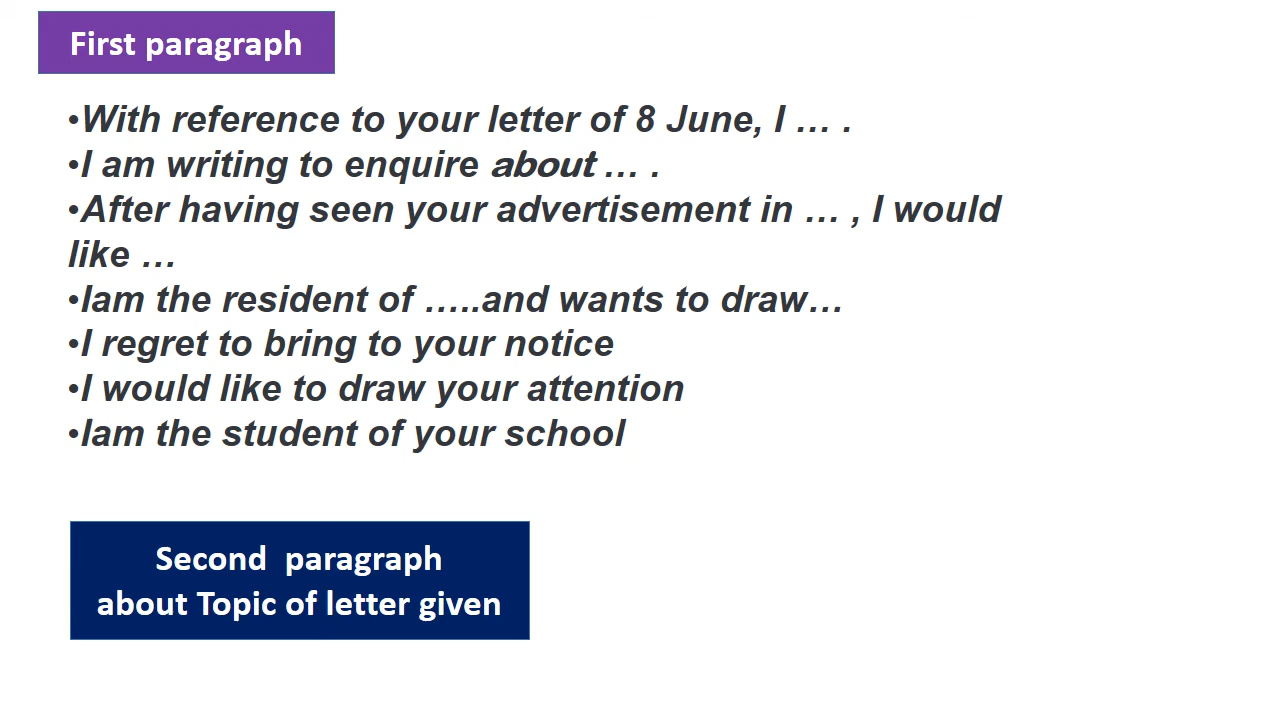 First paragraph
•With reference to your letter of 8 June, I … .
•I am writing to enquire about … .
•After having seen your advertisement in … , I would
like …
•Iam the resident of …..and wants to draw…
•I regret to bring to your notice
•I would like to draw your attention
•Iam the student of your school
Second  paragraph
about Topic of letter given